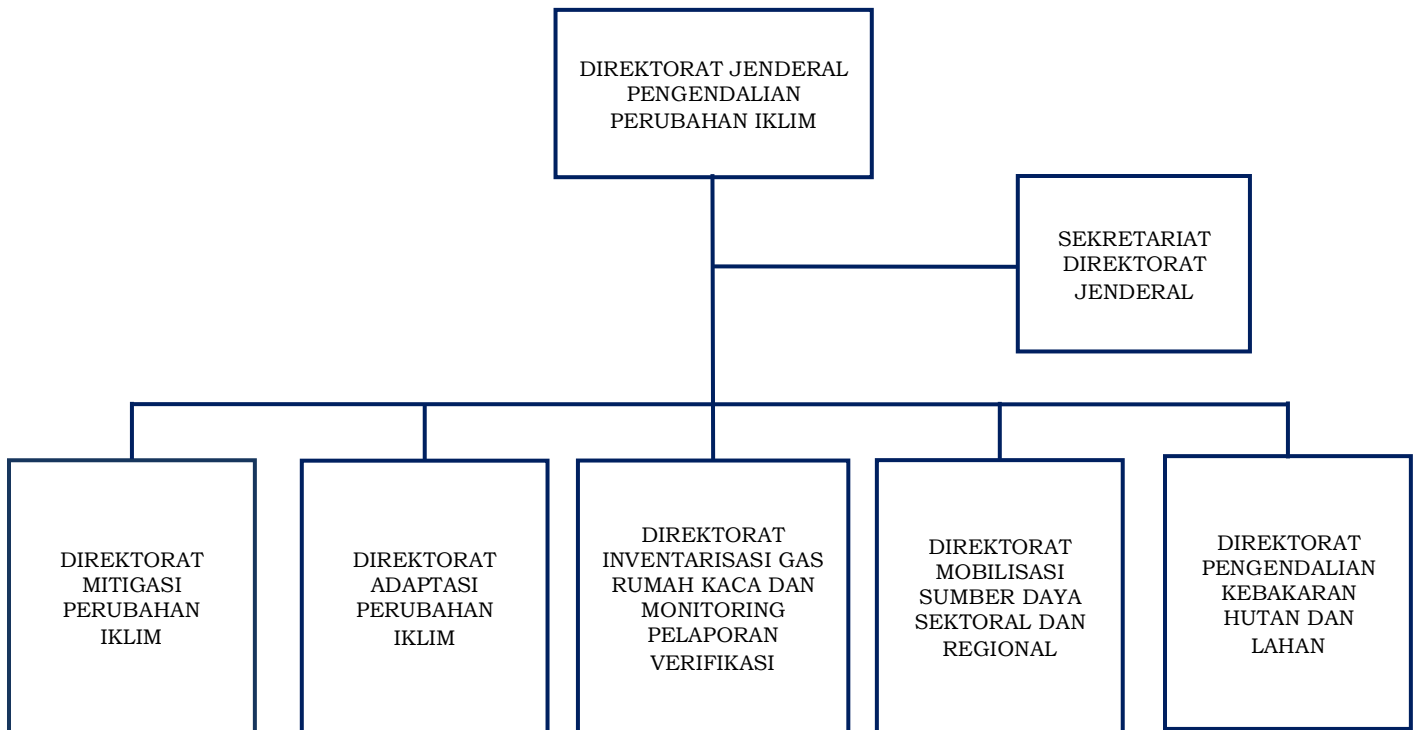 DIREKTORAT JENDERAL
PENGENDALIAN
PERUBAHAN IKLIM
SEKRETARIAT
DIREKTORAT
JENDERAL
DIREKTORAT
MITIGASI
PERUBAHAN
IKLIM
DIREKTORAT
ADAPTASI
PERUBAHAN
IKLIM
DIREKTORAT
INVENTARISASI GAS
RUMAH KACA DAN
MONITORING
PELAPORAN
VERIFIKASI
DIREKTORAT
MOBILISASI
SUMBER DAYA
SEKTORAL DAN
REGIONAL
DIREKTORAT
PENGENDALIAN
KEBAKARAN
HUTAN DAN
LAHAN